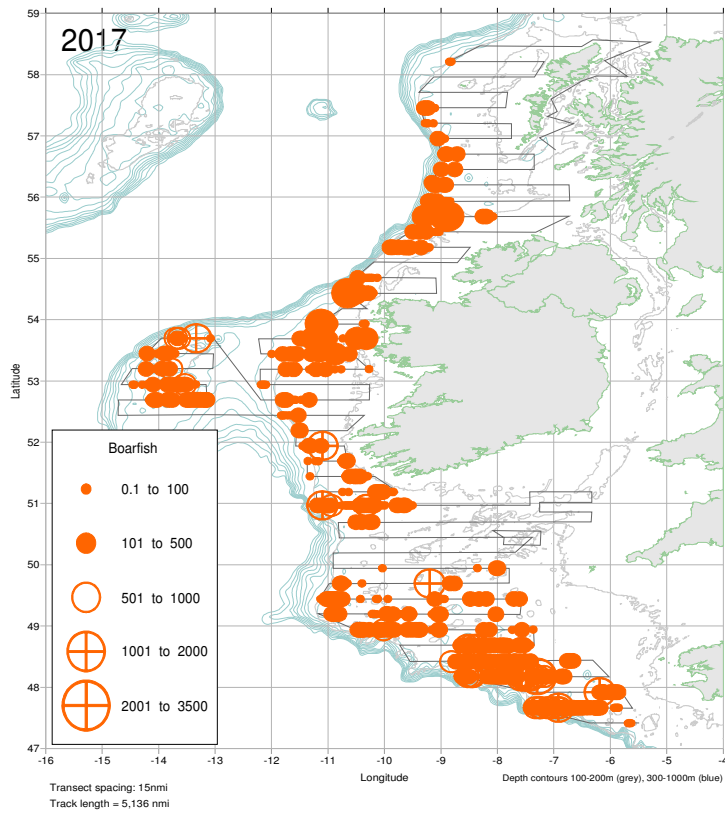 2017
59
58
57
56
55
54
53
52
51
50
49
48
47
Latitude
Boarfish
0.1 to 100
101 to 500
501 to 1000
1001 to 2000
2001 to 3500
-16 -15 -14 -13 -12 -11 -10 -9 -8 -7 -6 -5 -4
Longitude
Depth contours 100-200m (grey), 300-1000m (blue)
Transect spacing: 15nmi
Track length = 5,136 nmi